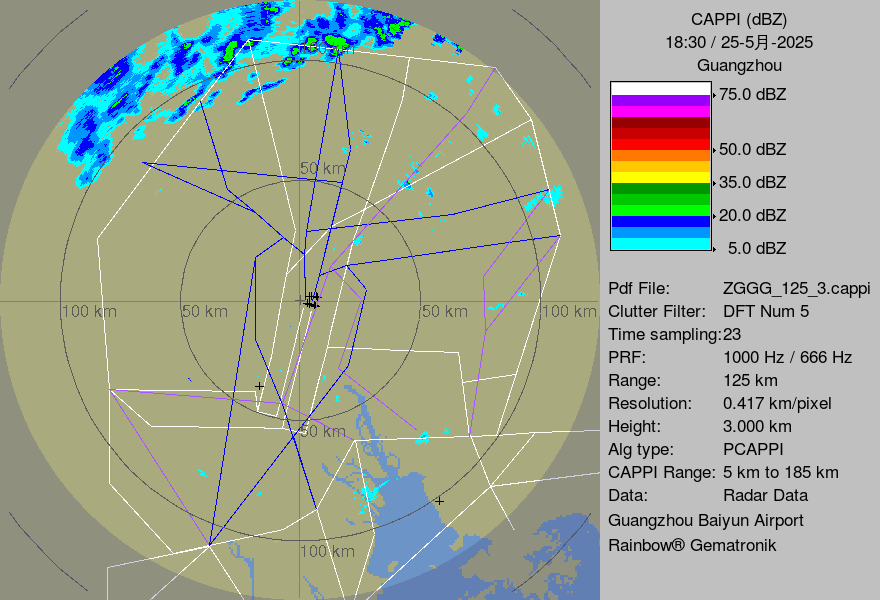 CAPPI (dBZ)
18:30 / 25-5月-2025
Guangzhou
75.0 dBZ
50.0 dBZ
35.0 dBZ
20.0 dBZ
5.0 dBZ
Pdf File: ZGGG_125_3.cappi
Clutter Filter: DFT Num 5
Time sampling:23
PRF: 1000 Hz / 666 Hz
Range: 125 km
Resolution: 0.417 km/pixel
Height: 3.000 km
Alg type: PCAPPI
CAPPI Range: 5 km to 185 km
Data: Radar Data
Guangzhou Baiyun Airport
Rainbow® Gematronik
50 km
100 km
50 km
50 km
100 km
50 km
100 km